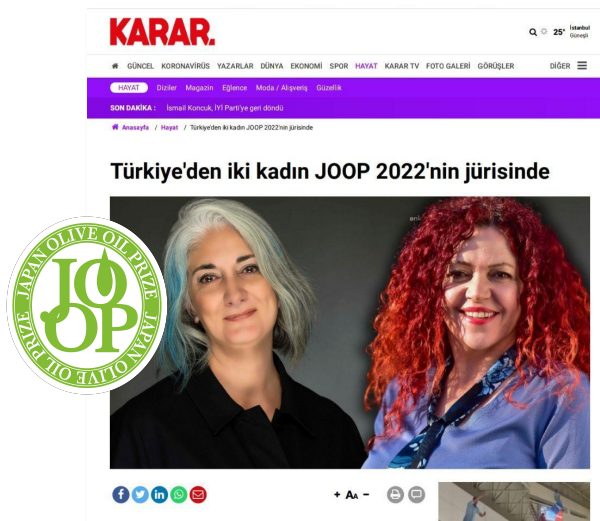 KARAR.
25°
İstanbul
Güneşli
GÜNCEL KORONAVİRÜS YAZARLAR DÜNYA EKONOMİ SPOR HAYAT KARAR TV FOTO GALERİ GÖRÜŞLER DİĞER
HAYAT Diziler Magazin Eğlence Moda / Alışveriş Güzellik
SON DAKİKA : İsmail Koncuk, İYİ Parti'ye geri döndü
Anasayfa / Hayat / Türkiye'den iki kadın JOOP 2022'nin jürisinde
Türkiye'den iki kadın JOOP 2022'nin jürisinde
JAPAN OLIVE OIL PRIZE JAPAN OLIVE OIL PRIZE
JO
OP
+ AA -